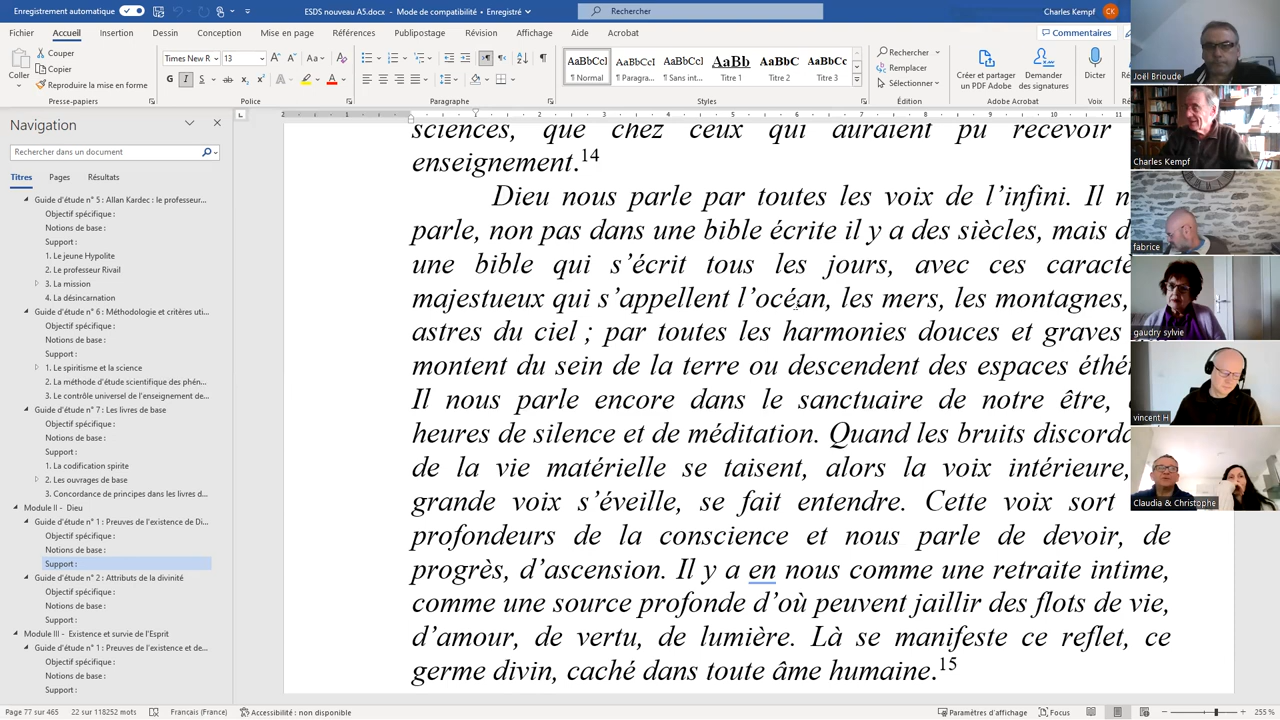 Enregistrement automatique
ESDS nouveau A5.docx - Mode de compatibilité • Enregistré
Rechercher
Charles Kempf
CK
Fichier Accueil Insertion Dessin Conception Mise en page Références Publipostage Révision Affichage Aide Acrobat
Commentaires
Coller
Couper
Copier
Reproduire la mise en forme
Times New R 13
AaBbCcI AaBbCcI AaBbCcI AaBb AaBbC AaBbCc
¶ Normal ¶ Paragra... ¶ Sans int... Titre 1 Titre 2 Titre 3
Rechercher
Remplacer
Sélectionner
Créer et partager
un PDF Adobe
Demander
des signatures
Dicter
Presse-papiers Police Paragraphe Styles Édition Adobe Acrobat Voix
Navigation
Rechercher dans un document
Titres Pages Résultats
Guide d'étude n° 5 : Allan Kardec : le professeur...
Objectif spécifique :
Notions de base :
Support :
1. Le jeune Hypolite
2. Le professeur Rivail
3. La mission
4. La désincarnation
Guide d'étude n° 6 : Méthodologie et critères uti...
Objectif spécifique :
Notions de base :
Support :
1. Le spiritisme et la science
2. La méthode d'étude scientifique des phén...
3. Le contrôle universel de l'enseignement de...
Guide d'étude n° 7 : Les livres de base
Objectif spécifique :
Notions de base :
Support :
1. La codification spirite
2. Les ouvrages de base
3. Concordance de principes dans les livres d...
Module II - Dieu
Guide d'étude n° 1 : Preuves de l'existence de Di...
Objectif spécifique :
Notions de base :
Support :
Guide d'étude n° 2 : Attributs de la divinité
Objectif spécifique :
Notions de base :
Support :
Module III - Existence et survie de l'Esprit
Guide d'étude n° 1 : Preuves de l'existence et de...
Objectif spécifique :
Notions de base :
Support :
sciences, que chez ceux qui auraient pu recevoir
enseignement.14
Dieu nous parle par toutes les voix de l’infini. Il n
parle, non pas dans une bible écrite il y a des siècles, mais d
une bible qui s’écrit tous les jours, avec ces caractè
majestueux qui s’appellent l’océan, les mers, les montagnes,
astres du ciel ; par toutes les harmonies douces et graves
montent du sein de la terre ou descendent des espaces éthé
Il nous parle encore dans le sanctuaire de notre être,
heures de silence et de méditation. Quand les bruits discorda
de la vie matérielle se taisent, alors la voix intérieure,
grande voix s’éveille, se fait entendre. Cette voix sort
profondeurs de la conscience et nous parle de devoir, de
progrès, d’ascension. Il y a en nous comme une retraite intime,
comme une source profonde d’où peuvent jaillir des flots de vie,
d’amour, de vertu, de lumière. Là se manifeste ce reflet, ce
germe divin, caché dans toute âme humaine.15
Joël Brioude
Charles Kempf
fabrice
gaudry sylvie
vincent H
Claudia & Christophe
Page 77 sur 465 22 sur 118252 mots Français (France) Accessibilité : non disponible
Paramètres d'affichage Focus 255 %